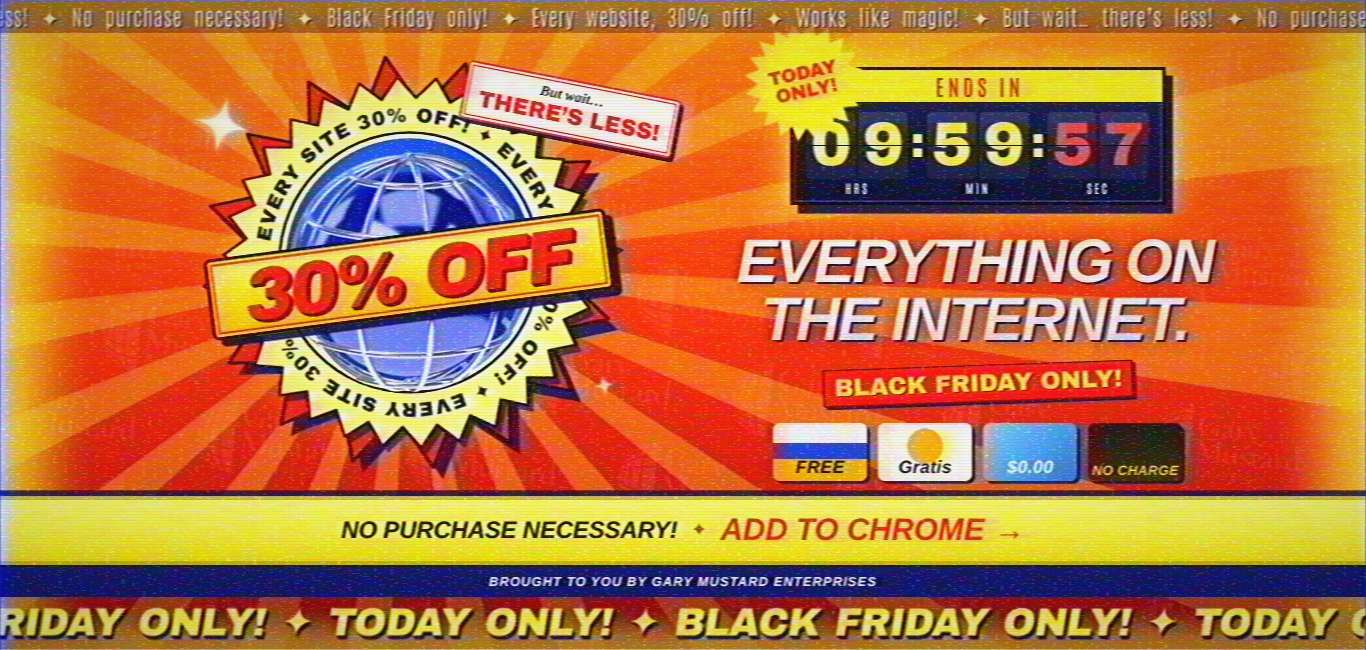 ss! ✦ No purchase necessary! ✦ Black Friday only! ✦ Every website, 30% off! ✦ Works like magic! ✦ But wait… there's less! ✦ No purchase
But wait...
THERE'S LESS!
EVERY SITE 30% OFF! ✦ EVERY
30% OFF
0% OFF! ✦ EVERY SITE 30%
TODAY
ONLY!
ENDS IN
09:59:57
HRS MIN SEC
EVERYTHING ON
THE INTERNET.
BLACK FRIDAY ONLY!
FREE Gratis $0.00 NO CHARGE
NO PURCHASE NECESSARY! ✦ ADD TO CHROME →
BROUGHT TO YOU BY GARY MUSTARD ENTERPRISES
RIDAY ONLY! ✦ TODAY ONLY! ✦ BLACK FRIDAY ONLY! ✦ TODAY O